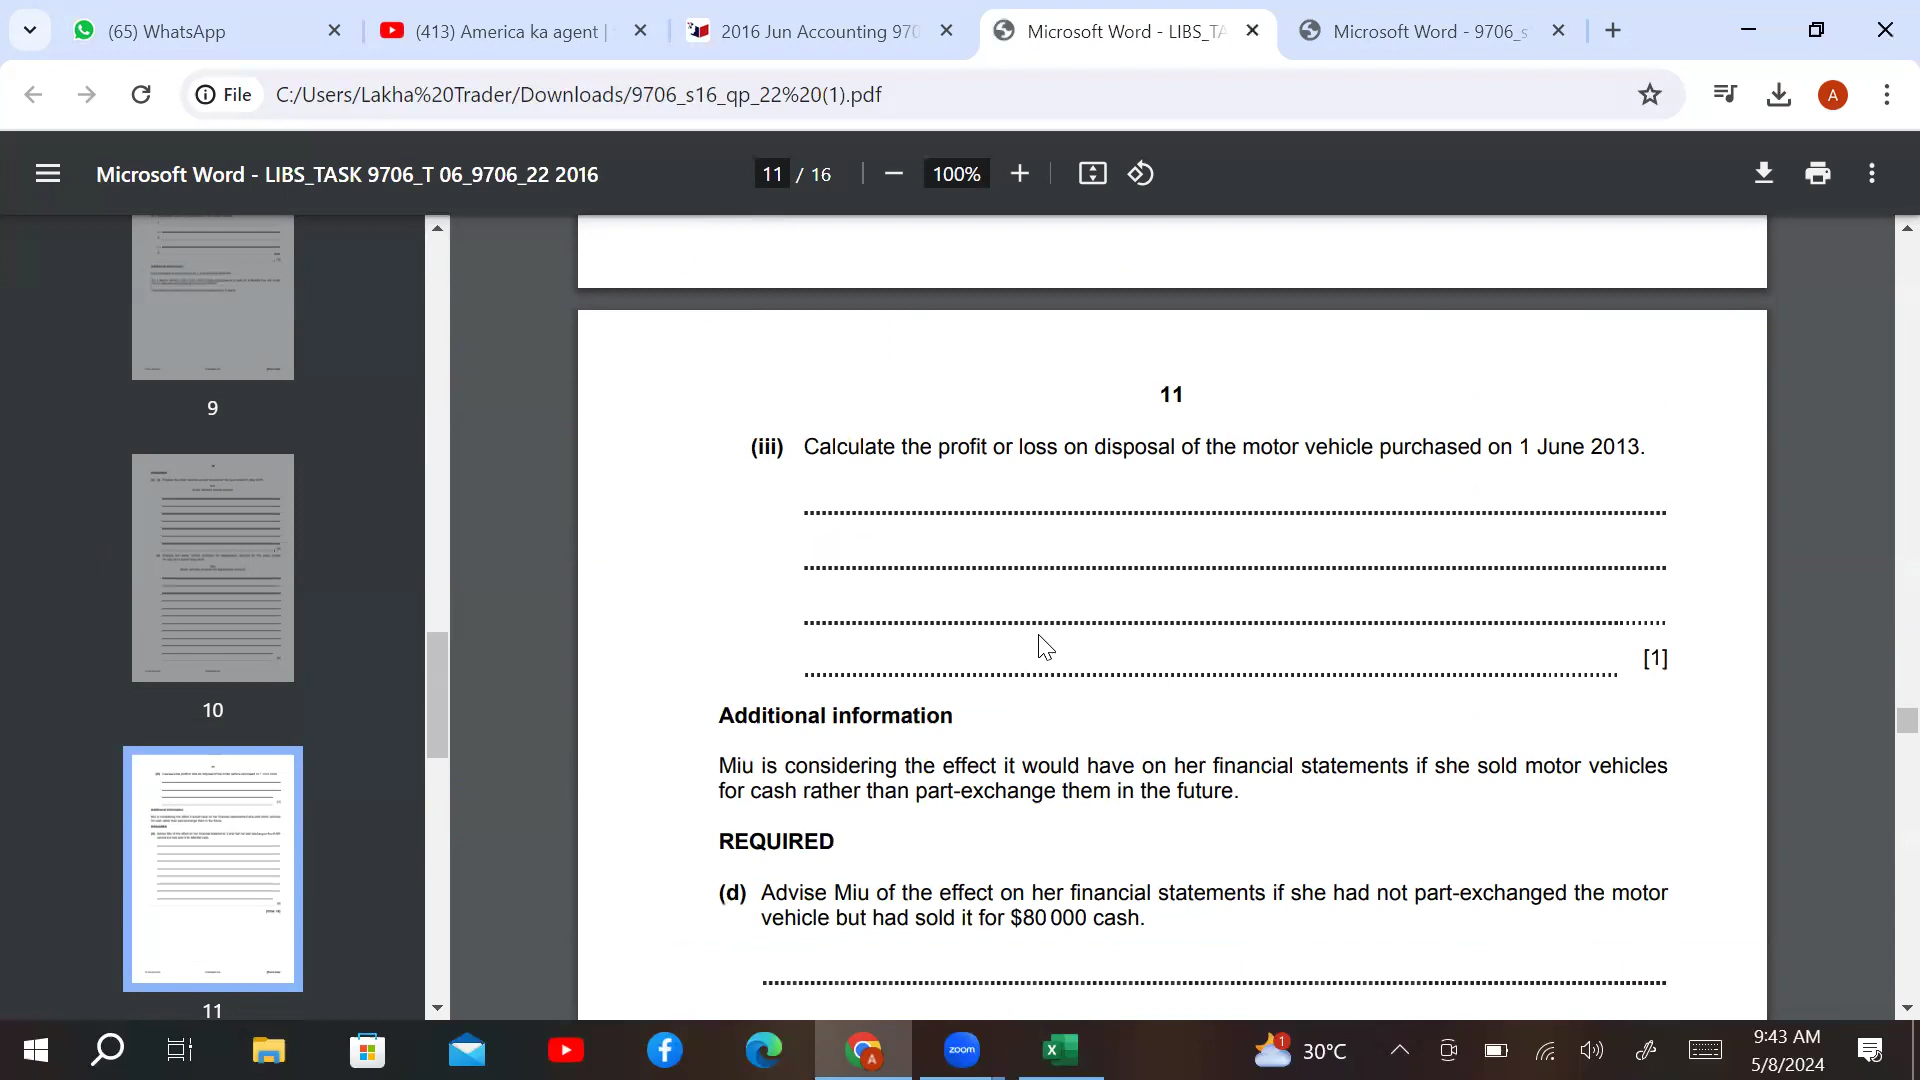 (65) WhatsApp
(413) America ka agent |
2016 Jun Accounting 970
Microsoft Word - LIBS_TA
Microsoft Word - 9706_s
File
C:/Users/Lakha%20Trader/Downloads/9706_s16_qp_22%20(1).pdf
A
Microsoft Word - LIBS_TASK 9706_T 06_9706_22 2016
11 / 16
100%
9
10
11
11
(iii) Calculate the profit or loss on disposal of the motor vehicle purchased on 1 June 2013.
[1]
Additional information
Miu is considering the effect it would have on her financial statements if she sold motor vehicles
for cash rather than part-exchange them in the future.
REQUIRED
(d) Advise Miu of the effect on her financial statements if she had not part-exchanged the motor
vehicle but had sold it for $80 000 cash.
A
zoom
1
30°C
9:43 AM
5/8/2024